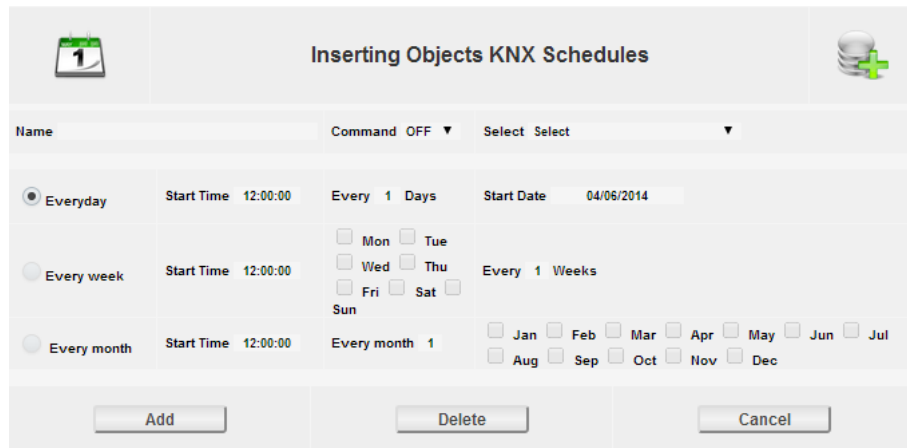 1
Inserting Objects KNX Schedules
Name Command OFF Select Select
Everyday Start Time 12:00:00 Every 1 Days Start Date 04/06/2014
Mon Tue
Wed Thu
Fri Sat
Sun
Every week Start Time 12:00:00 Every 1 Weeks
Every month Start Time 12:00:00 Every month 1
Jan Feb Mar Apr May Jun Jul
Aug Sep Oct Nov Dec
Add Delete Cancel